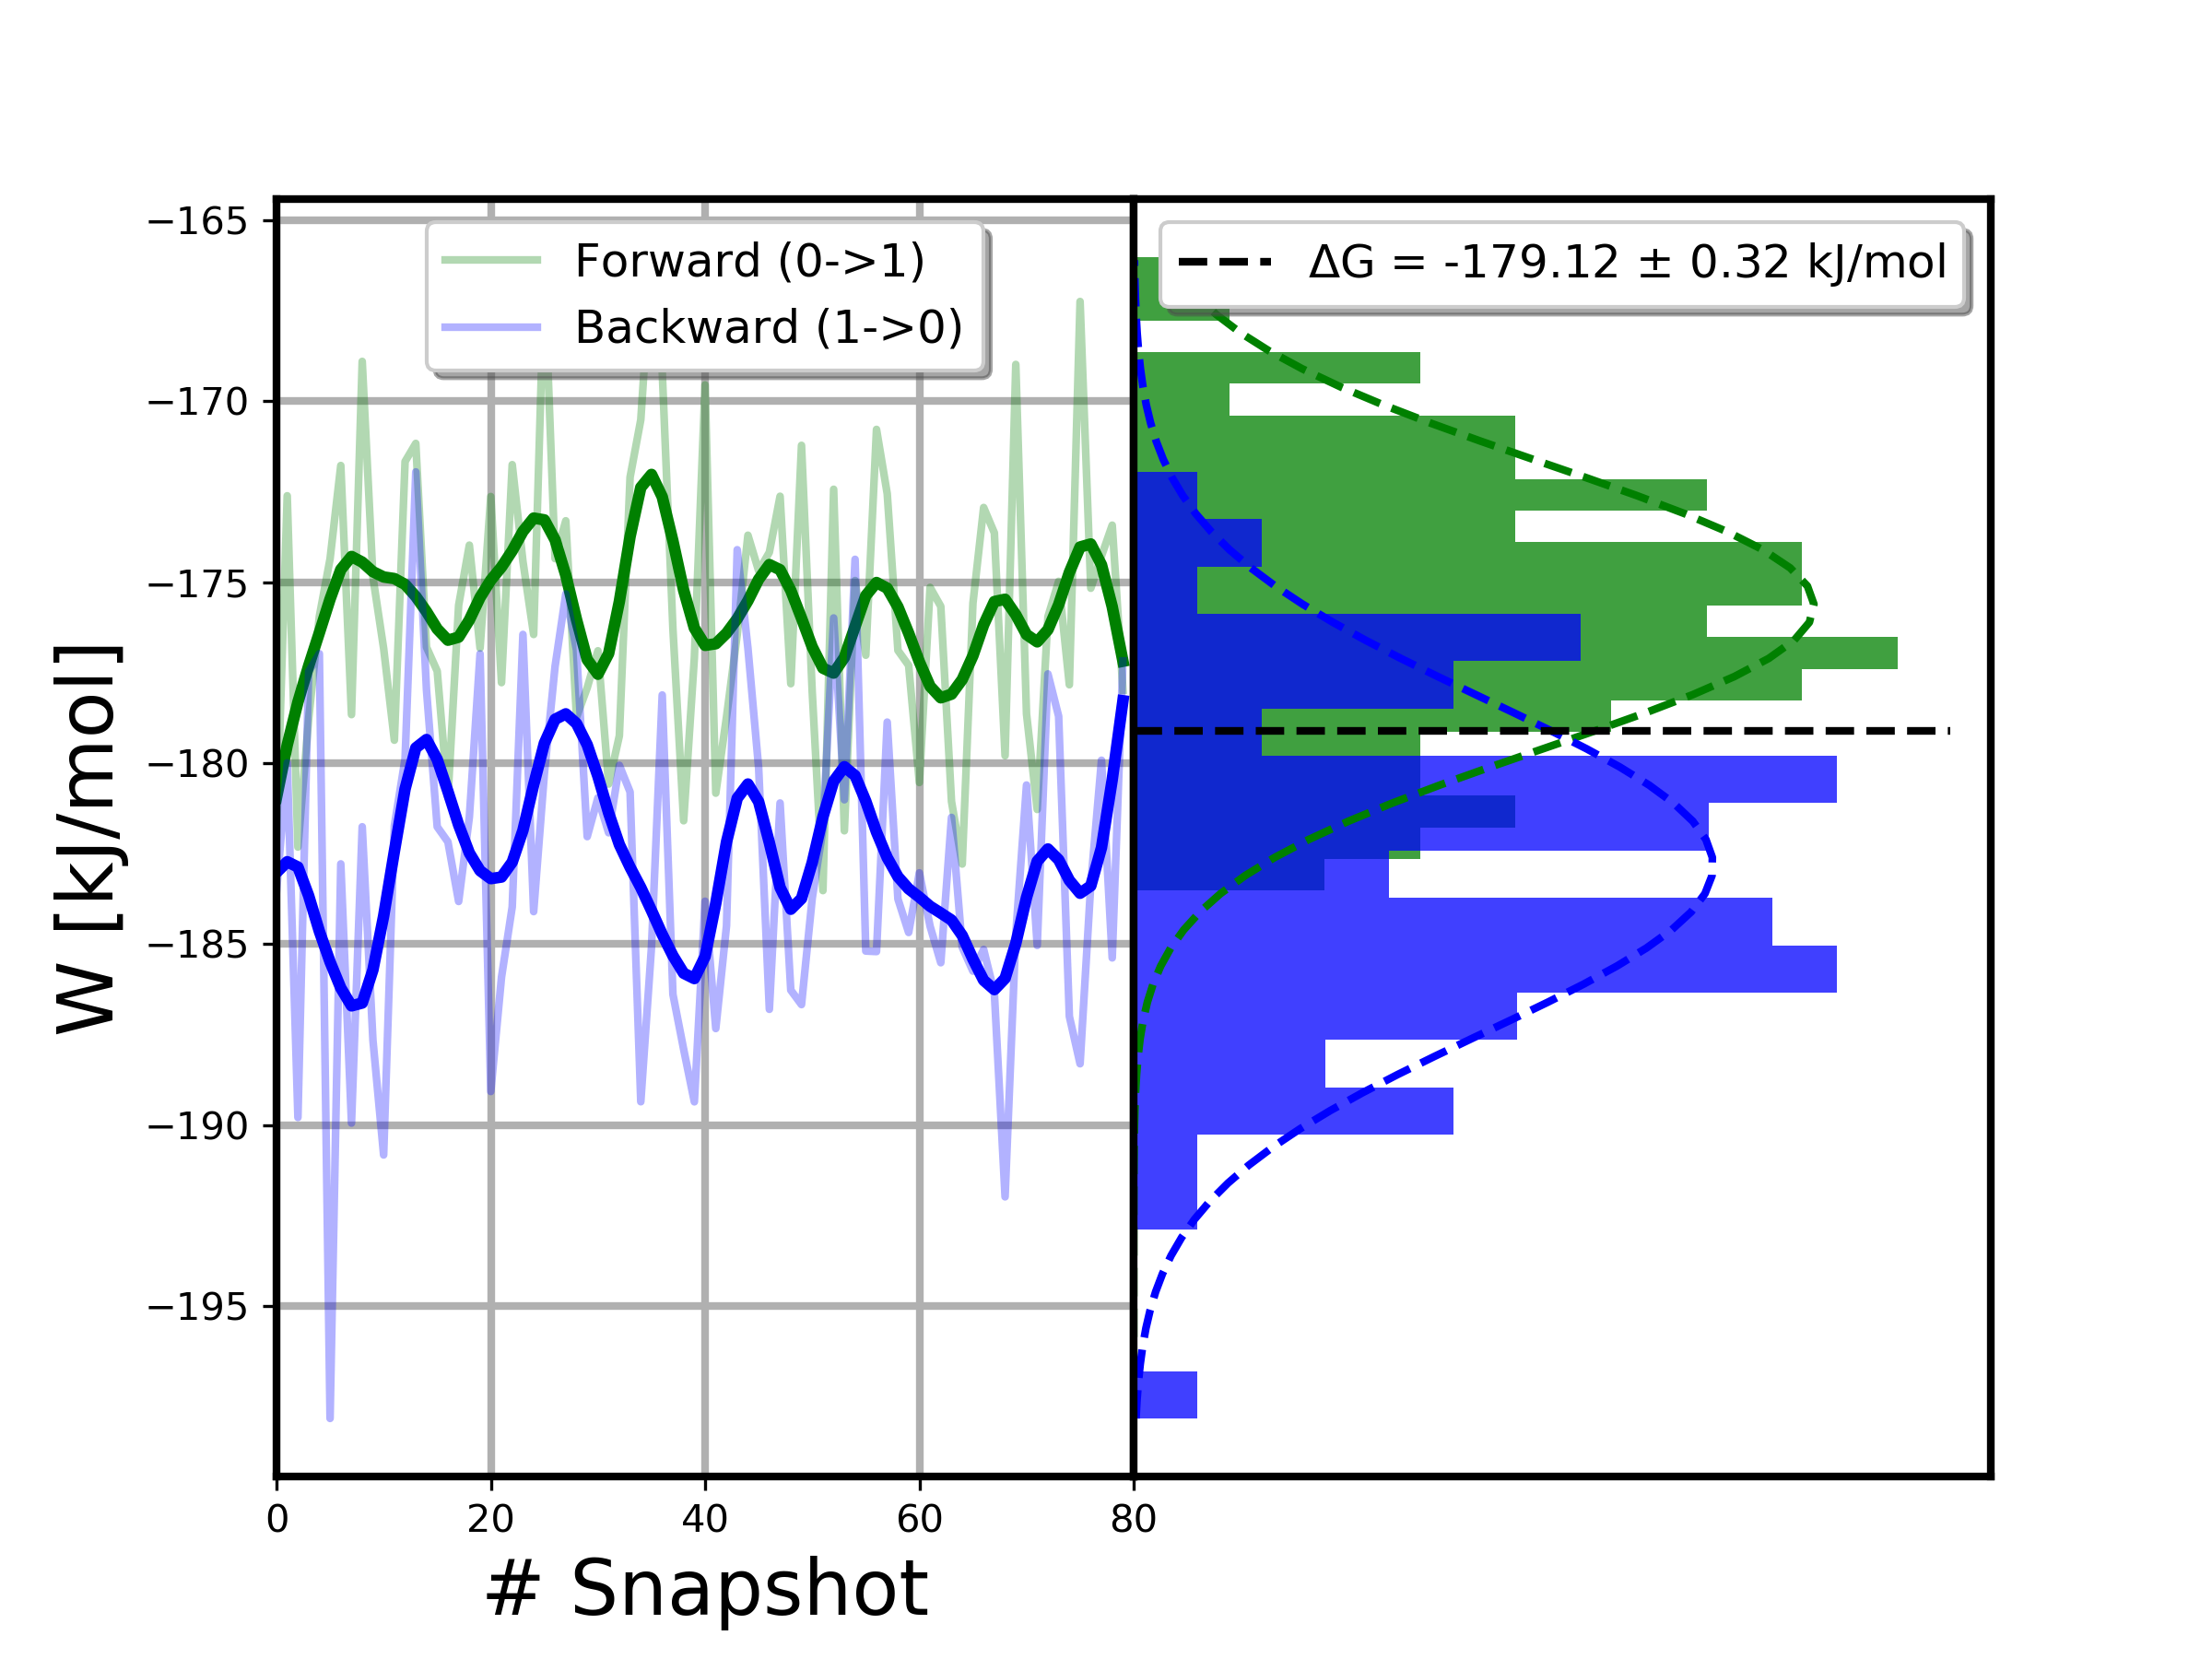 −165
−170
−175
−180
−185
−190
−195
W [kJ/mol]
Forward (0->1)
Backward (1->0)
ΔG = -179.12 ± 0.32 kJ/mol
0 20 40 60 80
# Snapshot